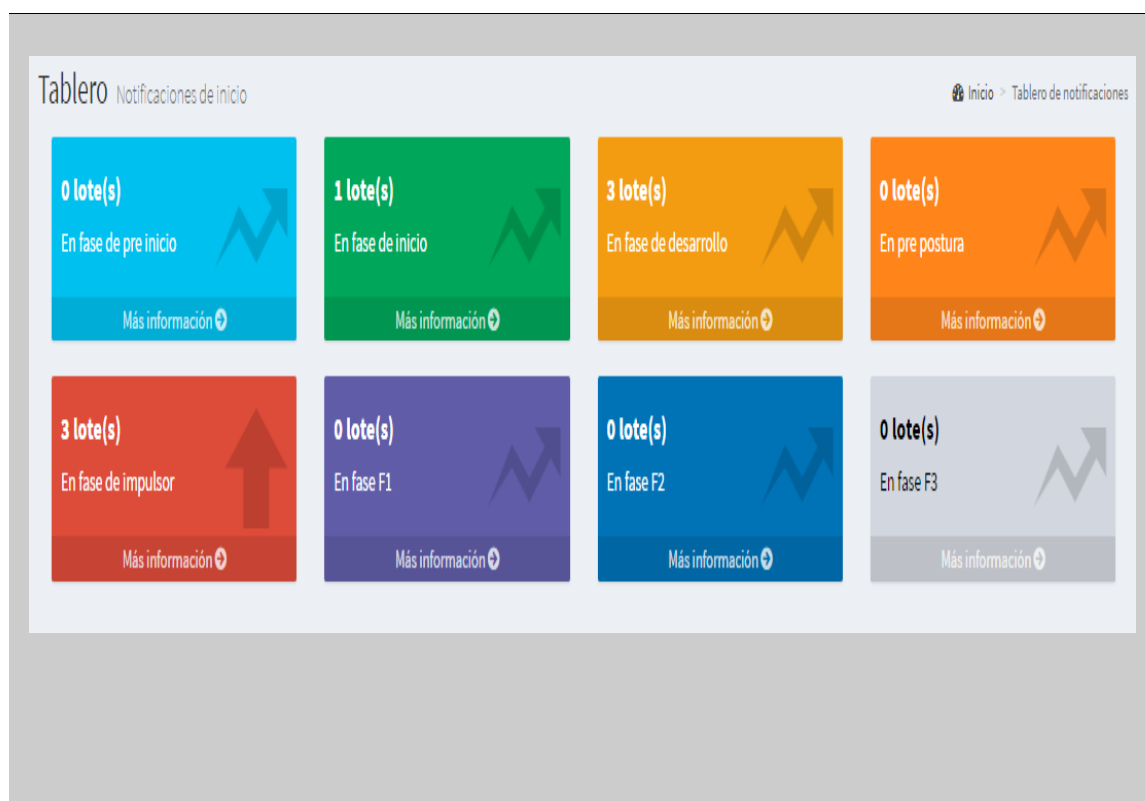 Tablero Notificaciones de inicio
Inicio > Tablero de notificaciones
0 lote(s)
En fase de pre inicio
Más información
1 lote(s)
En fase de inicio
Más información
3 lote(s)
En fase de desarrollo
Más información
0 lote(s)
En pre postura
Más información
3 lote(s)
En fase de impulsor
Más información
0 lote(s)
En fase F1
Más información
0 lote(s)
En fase F2
Más información
0 lote(s)
En fase F3
Más información